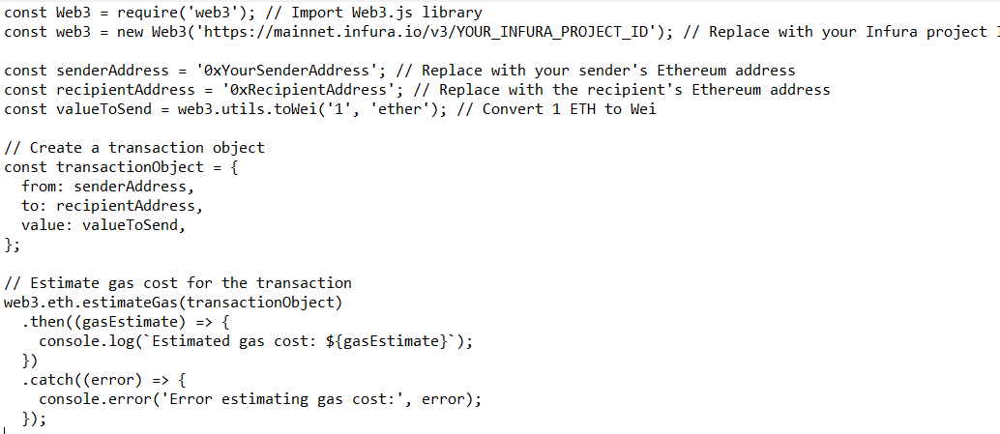 const Web3 = require('web3'); // Import Web3.js library
const web3 = new Web3('https://mainnet.infura.io/v3/YOUR_INFURA_PROJECT_ID'); // Replace with your Infura project

const senderAddress = '0xYourSenderAddress'; // Replace with your sender's Ethereum address
const recipientAddress = '0xRecipientAddress'; // Replace with the recipient's Ethereum address
const valueToSend = web3.utils.toWei('1', 'ether'); // Convert 1 ETH to Wei

// Create a transaction object
const transactionObject = {
  from: senderAddress,
  to: recipientAddress,
  value: valueToSend,
};

// Estimate gas cost for the transaction
web3.eth.estimateGas(transactionObject)
  .then((gasEstimate) => {
    console.log(`Estimated gas cost: ${gasEstimate}`);
  })
  .catch((error) => {
    console.error('Error estimating gas cost:', error);
  });